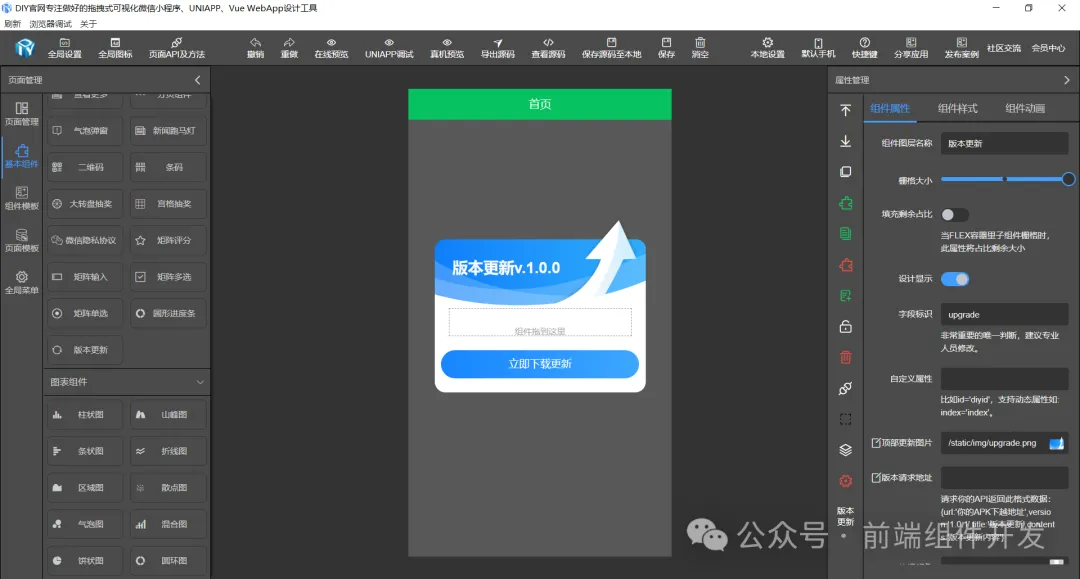 DIY官网专注做好的拖拽式可视化微信小程序、UNIAPP、Vue WebApp设计工具
刷新 浏览器调试 关于
全局设置 全局图标 页面API及方法 撤销 重做 在线预览 UNIAPP调试 真机预览 导出源码 查看源码 保存源码至本地 保存 清空 本地设置 默认手机 快捷键 分享应用 发布案例 社区交流 会员中心
页面管理
页面管理
基本组件
组件模板
页面模板
全局菜单
查看更多 分页组件
气泡弹窗 新闻跑马灯
二维码 条码
大转盘抽奖 宫格抽奖
微信隐私协议 矩阵评分
矩阵输入 矩阵多选
矩阵单选 圆形进度条
版本更新
图表组件
柱状图 山峰图
条状图 折线图
区域图 散点图
气泡图 混合图
饼状图 圆环图
首页
版本更新v.1.0.0
组件拖到这里
立即下载更新
属性管理
版本
更新
组件属性 组件样式 组件动画
组件图层名称 版本更新
栅格大小
填充剩余占比
当FLEX容器里子组件栅格时,
此属性将占比剩余大小
设计显示
字段标识 upgrade
非常重要的唯一判断，建议专业
人员修改。
自定义属性
比如id='diyid'，支持动态属性如:
index='index'。
顶部更新图片 /static/img/upgrade.png
版本请求地址
请求你的API返回此格式数据:
{url:'你的APK下越地址',versio
n:'1.0.1',title:'版本更新',content
s:'版本更新内容'}
公众号 · 前端组件开发